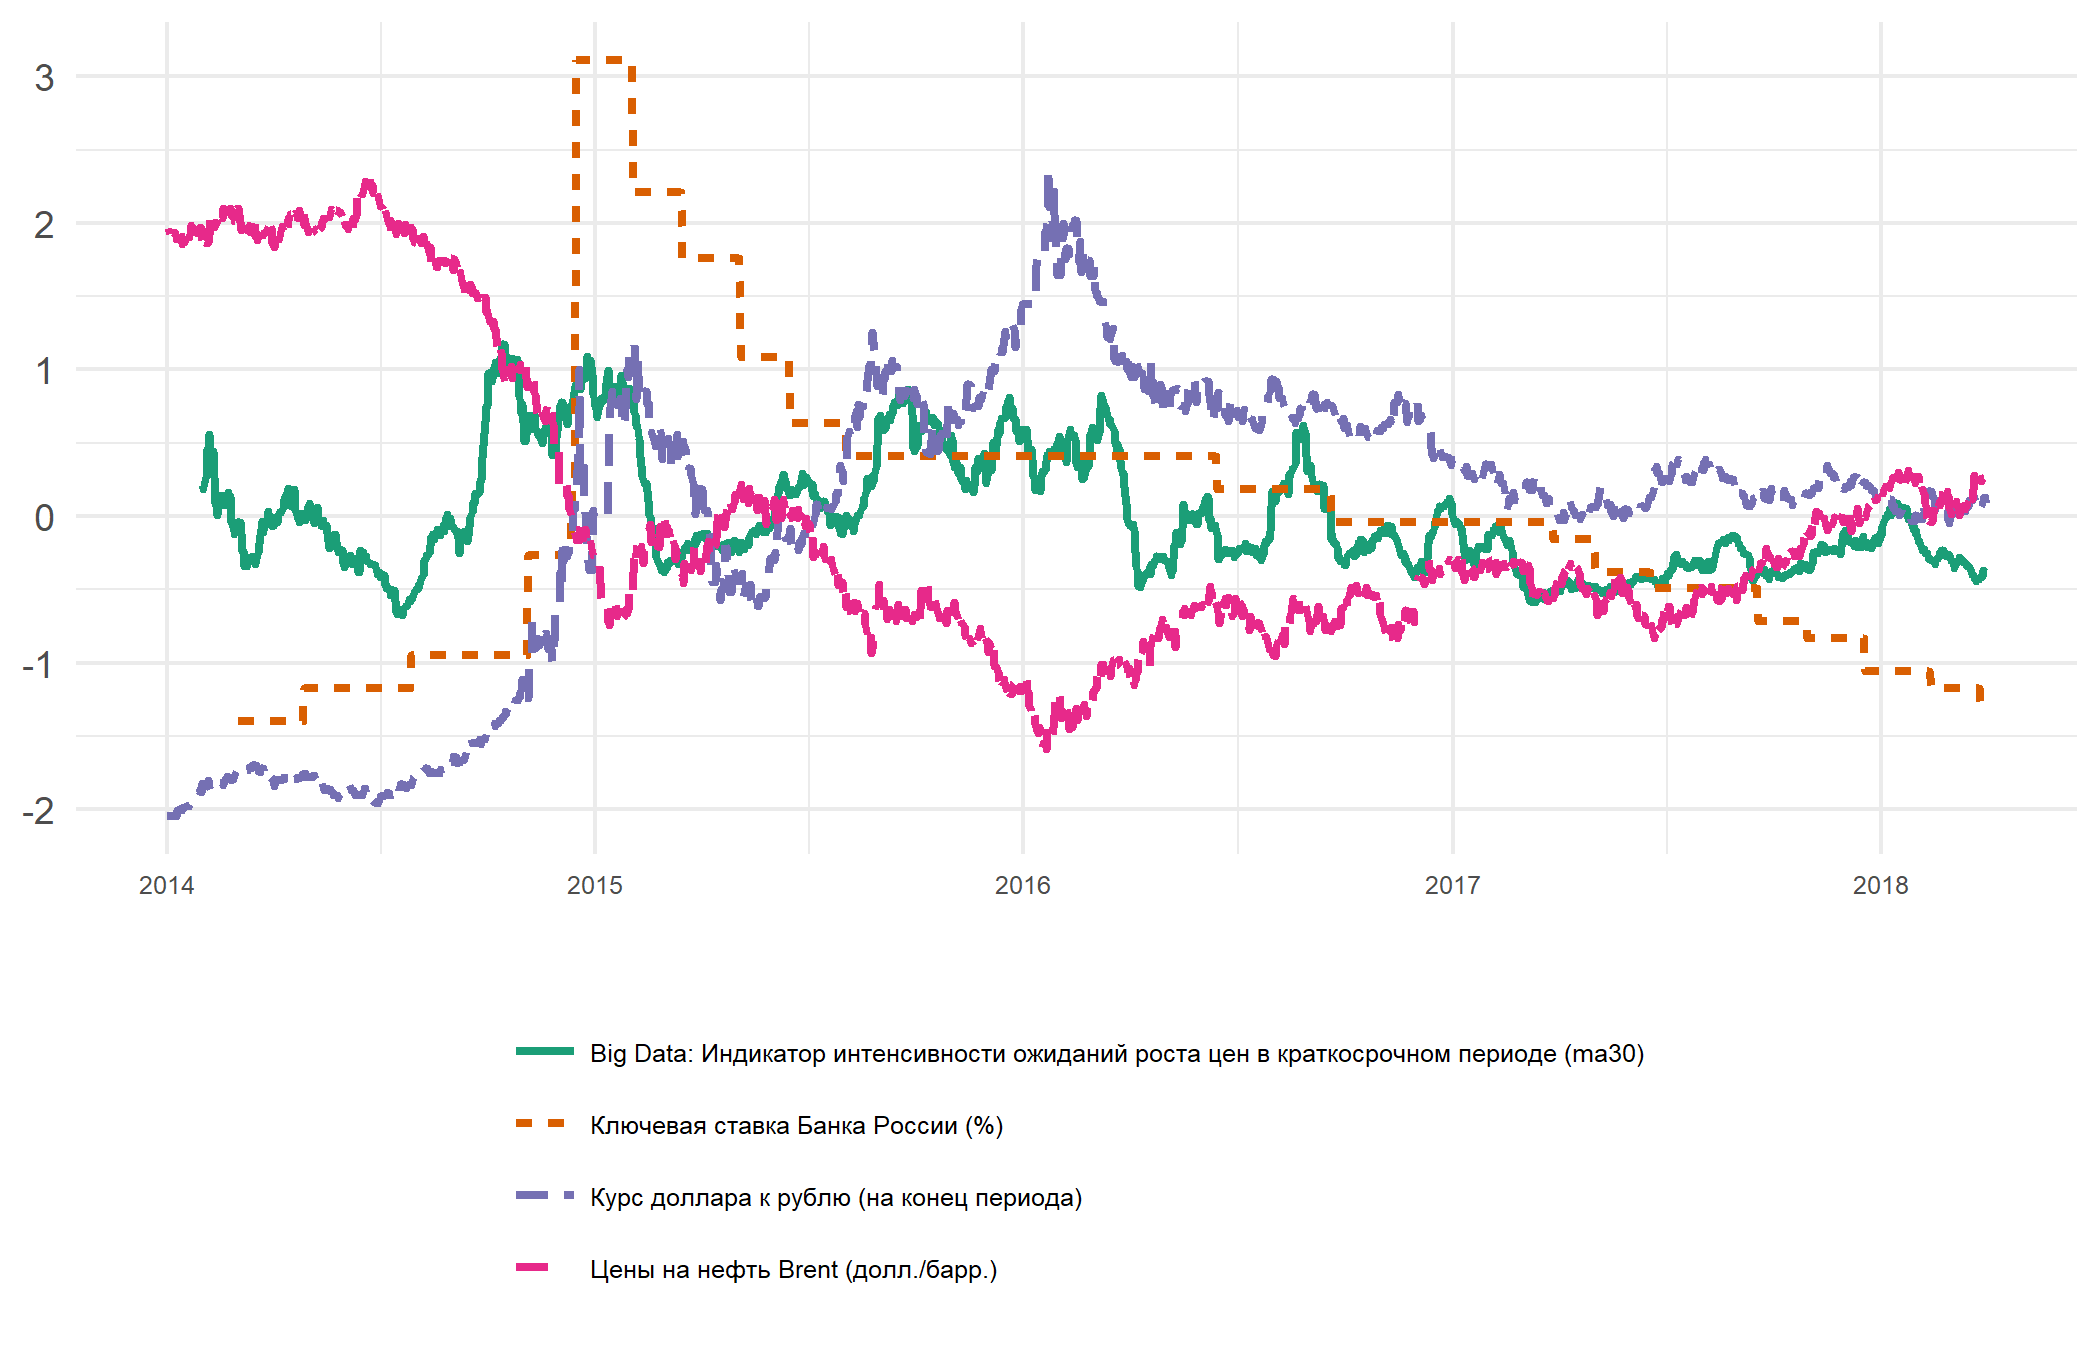 3
2
1
0
-1
-2
2014 2015 2016 2017 2018
Big Data: Индикатор интенсивности ожиданий роста цен в краткосрочном периоде (ma30)
Ключевая ставка Банка России (%)
Курс доллара к рублю (на конец периода)
Цены на нефть Brent (долл./барр.)